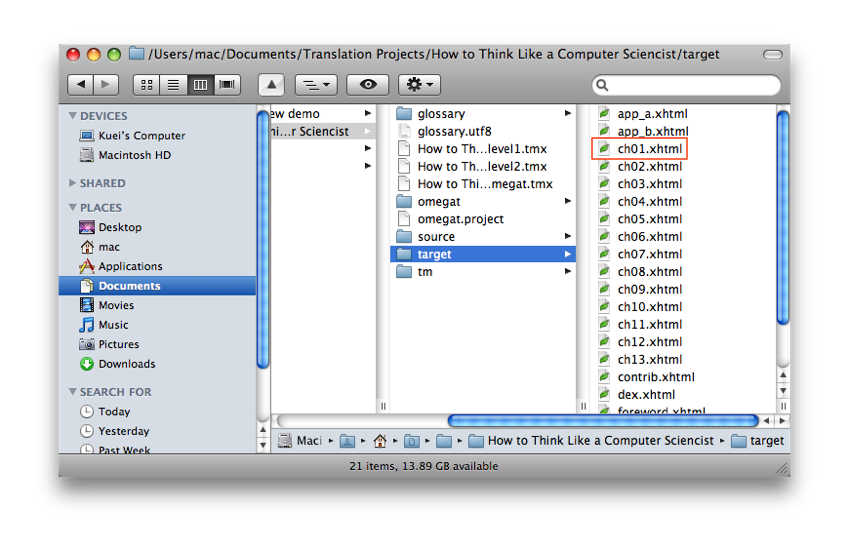 /Users/mac/Documents/Translation Projects/How to Think Like a Computer Sciencist/target
DEVICES
Kuei's Computer
Macintosh HD
SHARED
PLACES
Desktop
mac
Applications
Documents
Movies
Music
Pictures
Downloads
SEARCH FOR
Today
Yesterday
Past Week
ew demo
hi...r Sciencist
glossary
glossary.utf8
How to Th...level1.tmx
How to Th...level2.tmx
How to Thi...megat.tmx
omegat
omegat.project
source
target
tm
app_a.xhtml
app_b.xhtml
ch01.xhtml
ch02.xhtml
ch03.xhtml
ch04.xhtml
ch05.xhtml
ch06.xhtml
ch07.xhtml
ch08.xhtml
ch09.xhtml
ch10.xhtml
ch11.xhtml
ch12.xhtml
ch13.xhtml
contrib.xhtml
dex.xhtml
foreword.xhtml
Maci ▸ ▸ ▸ ▸ ▸ How to Think Like a Computer Sciencist ▸ target
21 items, 13.89 GB available